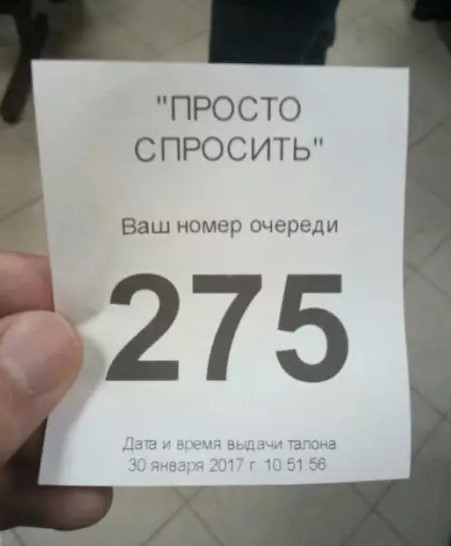 "ПРОСТО
СПРОСИТЬ"
Ваш номер очереди
275
Дата и время выдачи талона
30 января 2017 г 10 51 56